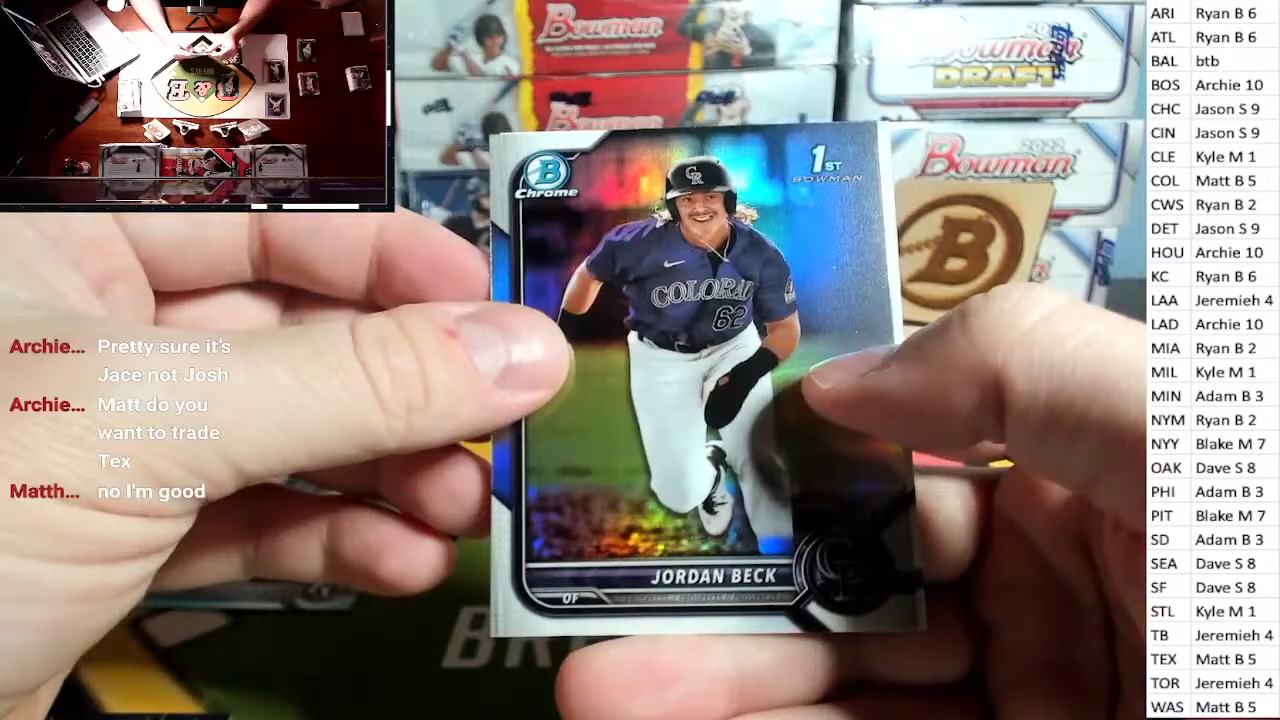 Bowman
2022
Bowman
DRAFT
Bowman
2022
Bowman
B
Chrome
1ST
BOWMAN
CR
COLORADO
62
JORDAN BECK
OF
B
Archie... Pretty sure it's
Jace not Josh
Archie... Matt do you
want to trade
Tex
Matth... no I'm good
ARI Ryan B 6
ATL Ryan B 6
BAL btb
BOS Archie 10
CHC Jason S 9
CIN Jason S 9
CLE Kyle M 1
COL Matt B 5
CWS Ryan B 2
DET Jason S 9
HOU Archie 10
KC Ryan B 6
LAA Jeremieh 4
LAD Archie 10
MIA Ryan B 2
MIL Kyle M 1
MIN Adam B 3
NYM Ryan B 2
NYY Blake M 7
OAK Dave S 8
PHI Adam B 3
PIT Blake M 7
SD Adam B 3
SEA Dave S 8
SF Dave S 8
STL Kyle M 1
TB Jeremieh 4
TEX Matt B 5
TOR Jeremieh 4
WAS Matt B 5